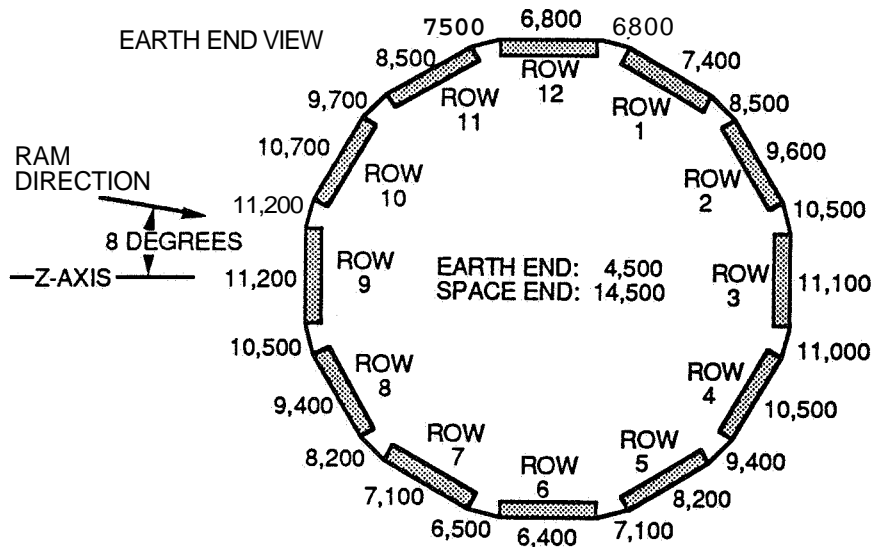 EARTH END VIEW
7500
6,800
6800
8,500
7,400
ROW
12
9,700
ROW
11
ROW
1
8,500
10,700
9,600
RAM
DIRECTION
ROW
10
ROW
2
11,200
10,500
8 DEGREES
Z-AXIS
11,200
ROW
9
EARTH END: 4,500
SPACE END: 14,500
ROW
3
11,100
10,500
11,000
ROW
8
ROW
4
9,400
10,500
ROW
7
ROW
6
ROW
5
8,200
9,400
7,100
8,200
6,500
6,400
7,100